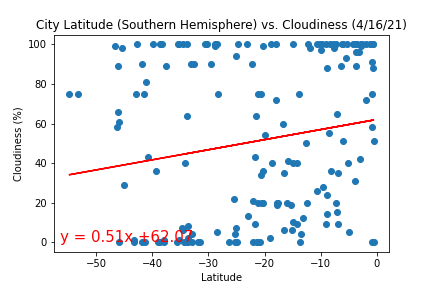 City Latitude (Southern Hemisphere) vs. Cloudiness (4/16/21)
100
80
60
40
20
0
Cloudiness (%)
y = 0.51x +62.02
−50 −40 −30 −20 −10 0
Latitude